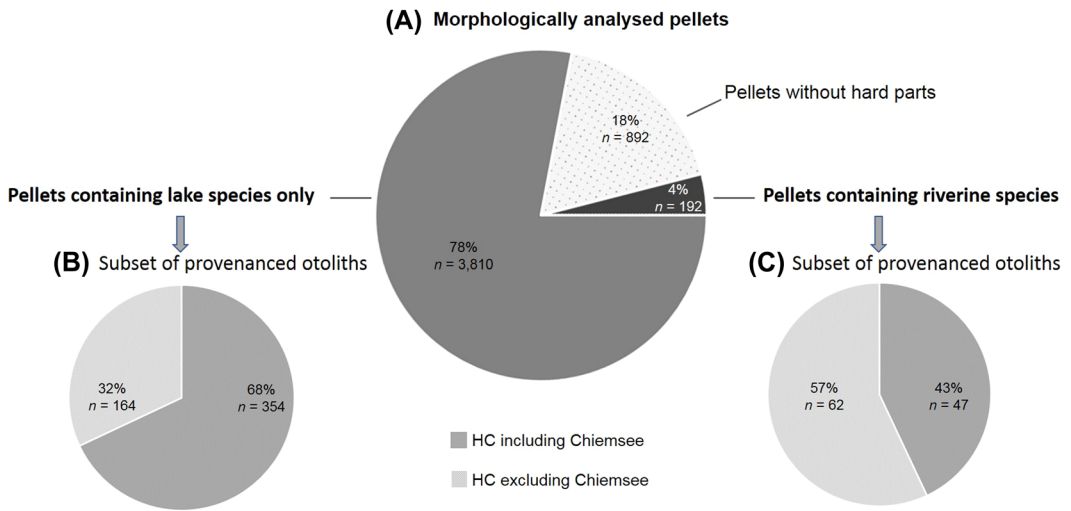 (A) Morphologically analysed pellets
Pellets without hard parts
18%
n = 892
4%
n = 192
Pellets containing lake species only
Pellets containing riverine species
78%
n = 3,810
(B) Subset of provenanced otoliths
32%
n = 164
68%
n = 354
(C) Subset of provenanced otoliths
57%
n = 62
43%
n = 47
HC including Chiemsee
HC excluding Chiemsee